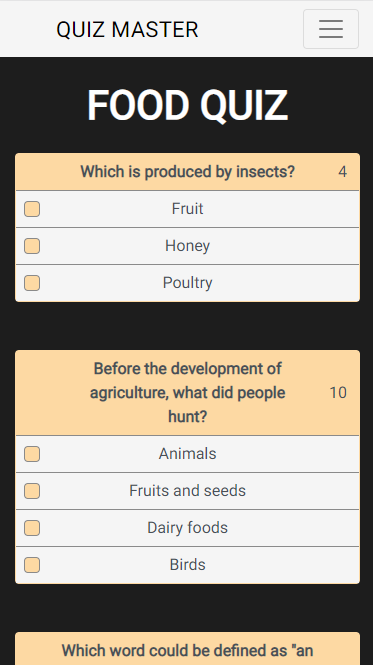 QUIZ MASTER
FOOD QUIZ
Which is produced by insects? 4
Fruit
Honey
Poultry
Before the development of
agriculture, what did people 10
hunt?
Animals
Fruits and seeds
Dairy foods
Birds
Which word could be defined as "an